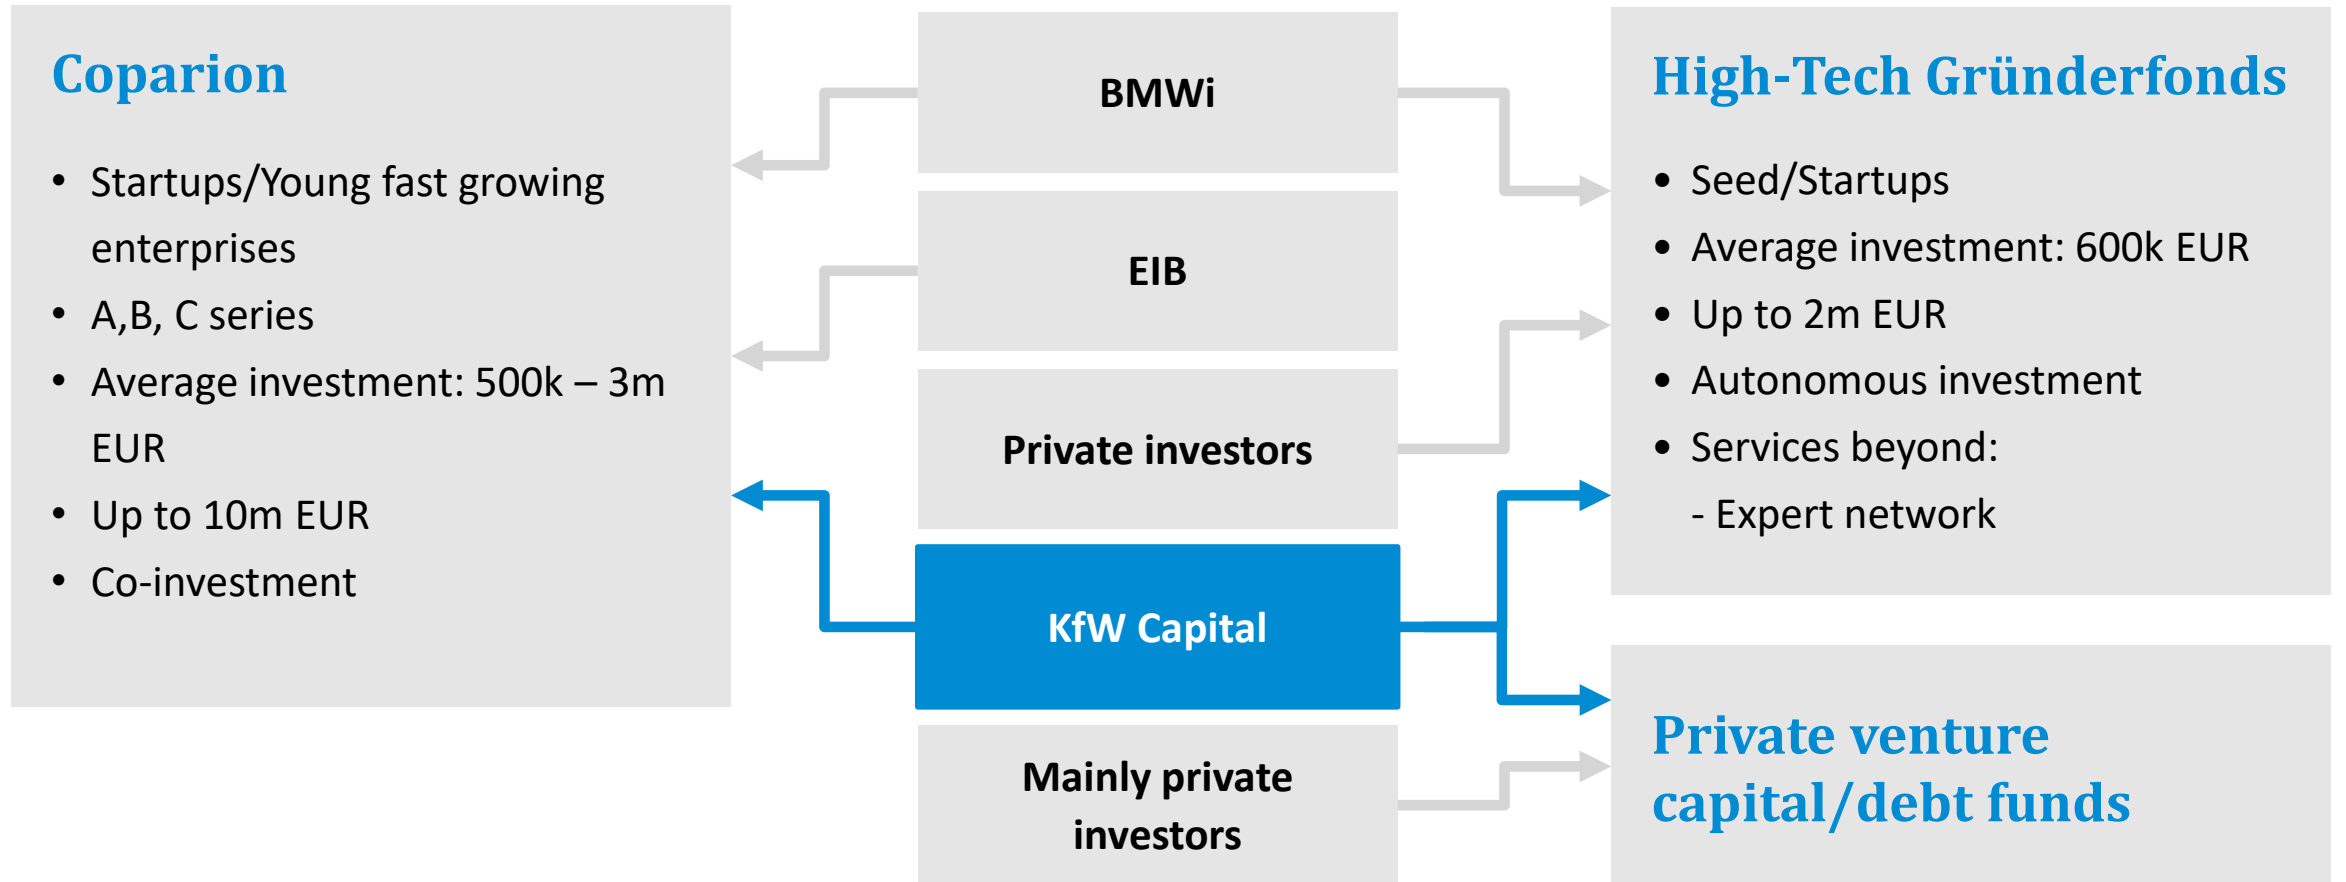 Coparion
• Startups/Young fast growing
enterprises
• A,B, C series
• Average investment: 500k – 3m
EUR
• Up to 10m EUR
• Co-investment
BMWi
EIB
Private investors
KfW Capital
Mainly private
investors
High-Tech Gründerfonds
• Seed/Startups
• Average investment: 600k EUR
• Up to 2m EUR
• Autonomous investment
• Services beyond:
- Expert network
Private venture
capital/debt funds